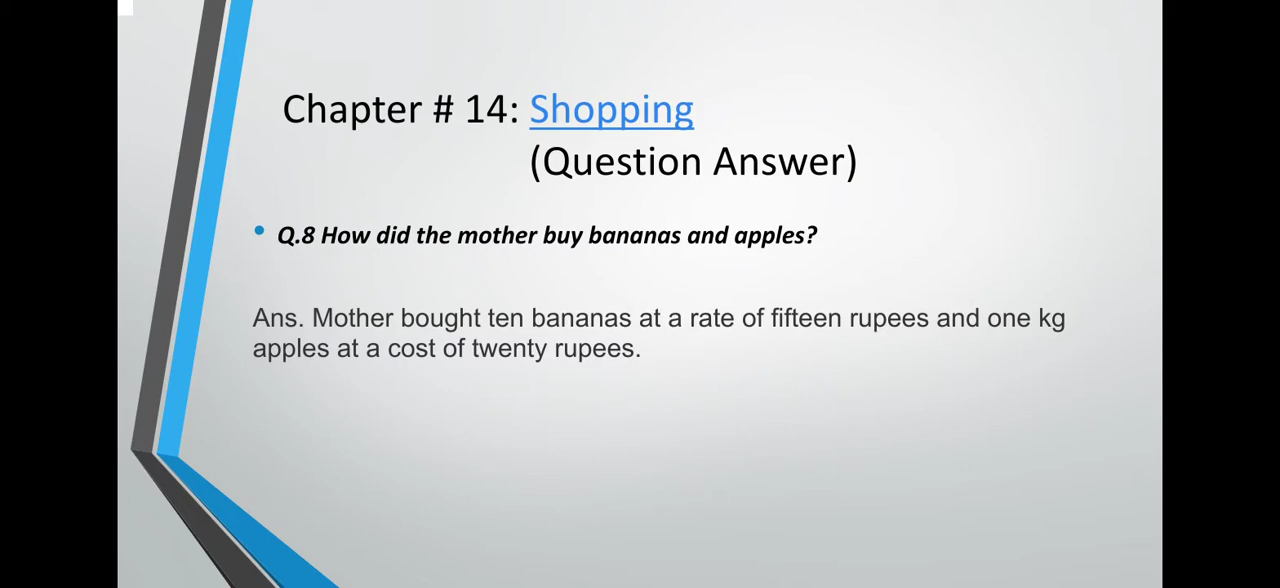 Chapter # 14: Shopping
(Question Answer)
• Q.8 How did the mother buy bananas and apples?
Ans. Mother bought ten bananas at a rate of fifteen rupees and one kg
apples at a cost of twenty rupees.